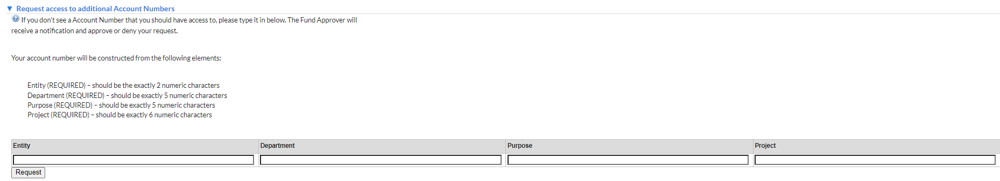 ▼ Request access to additional Account Numbers
If you don't see a Account Number that you should have access to, please type it in below. The Fund Approver will
receive a notification and approve or deny your request.
Your account number will be constructed from the following elements:
Entity (REQUIRED) – should be the exactly 2 numeric characters
Department (REQUIRED) – should be exactly 5 numeric characters
Purpose (REQUIRED) – should be exactly 5 numeric characters
Project (REQUIRED) – should be exactly 6 numeric characters
Entity Department Purpose Project
Request